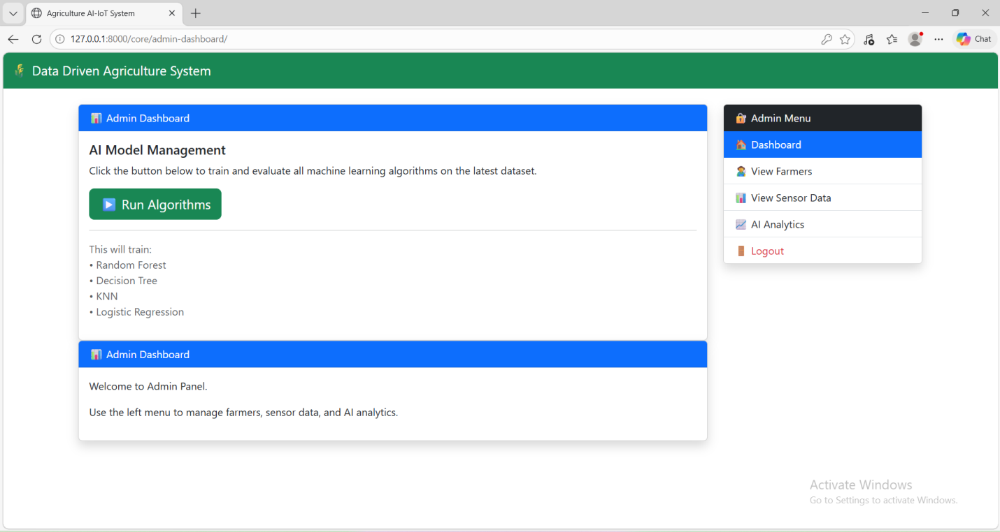 Agriculture AI-IoT System
127.0.0.1:8000/core/admin-dashboard/
Chat
Data Driven Agriculture System
Admin Dashboard
AI Model Management
Click the button below to train and evaluate all machine learning algorithms on the latest dataset.
Run Algorithms
This will train:
• Random Forest
• Decision Tree
• KNN
• Logistic Regression
Admin Dashboard
Welcome to Admin Panel.
Use the left menu to manage farmers, sensor data, and AI analytics.
Admin Menu
Dashboard
View Farmers
View Sensor Data
AI Analytics
Logout
Activate Windows
Go to Settings to activate Windows.